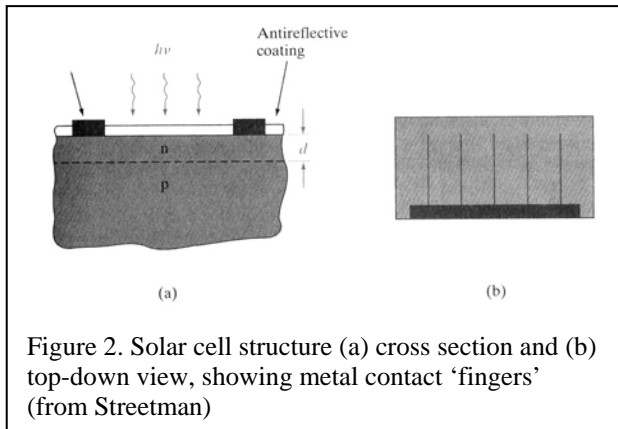 hν
Antireflective
coating
d
n
p
(a)
(b)
Figure 2. Solar cell structure (a) cross section and (b)
top-down view, showing metal contact ‘fingers’
(from Streetman)